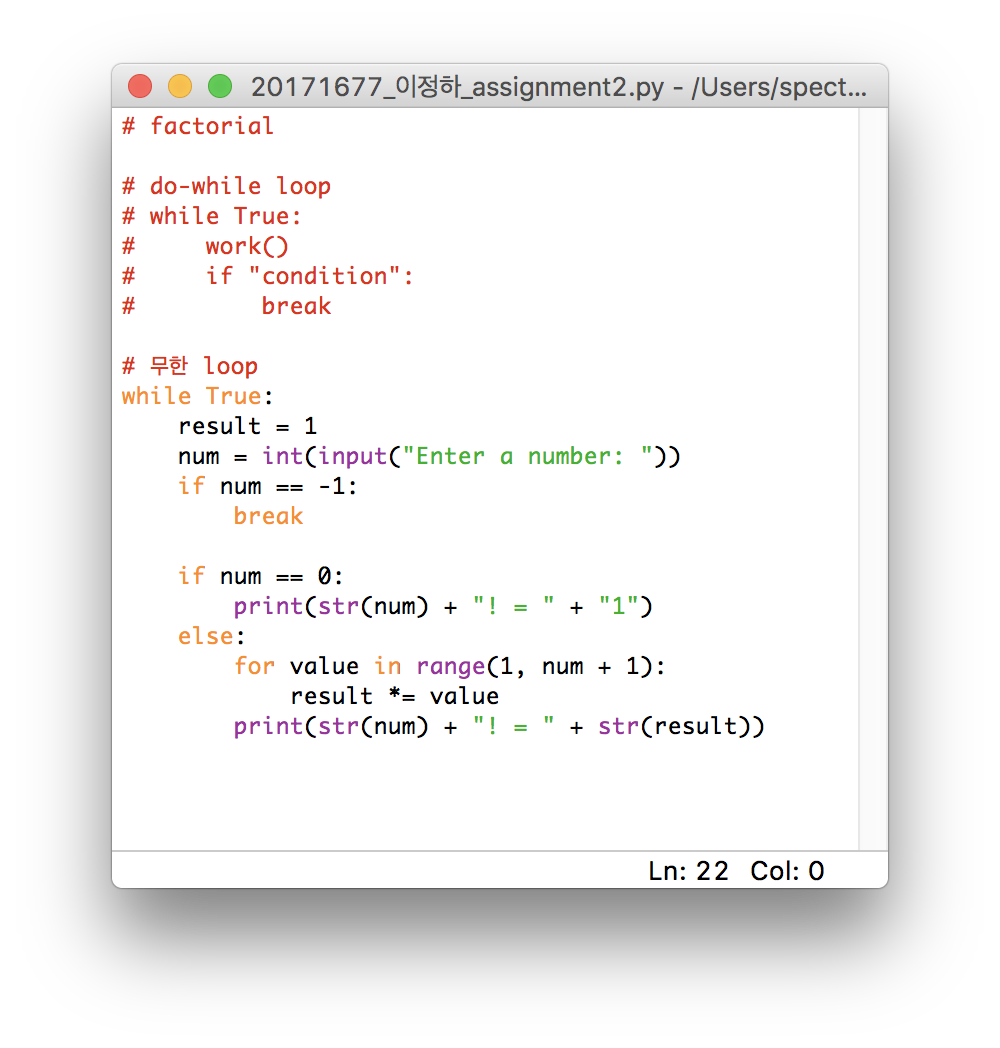 20171677_이정하_assignment2.py - /Users/spect...
# factorial
# do-while loop
# while True:
#     work()
#     if "condition":
#         break
# 무한 loop
while True:
    result = 1
    num = int(input("Enter a number: "))
    if num == -1:
        break
    if num == 0:
        print(str(num) + "! = " + "1")
    else:
        for value in range(1, num + 1):
            result *= value
        print(str(num) + "! = " + str(result))
Ln: 22 Col: 0